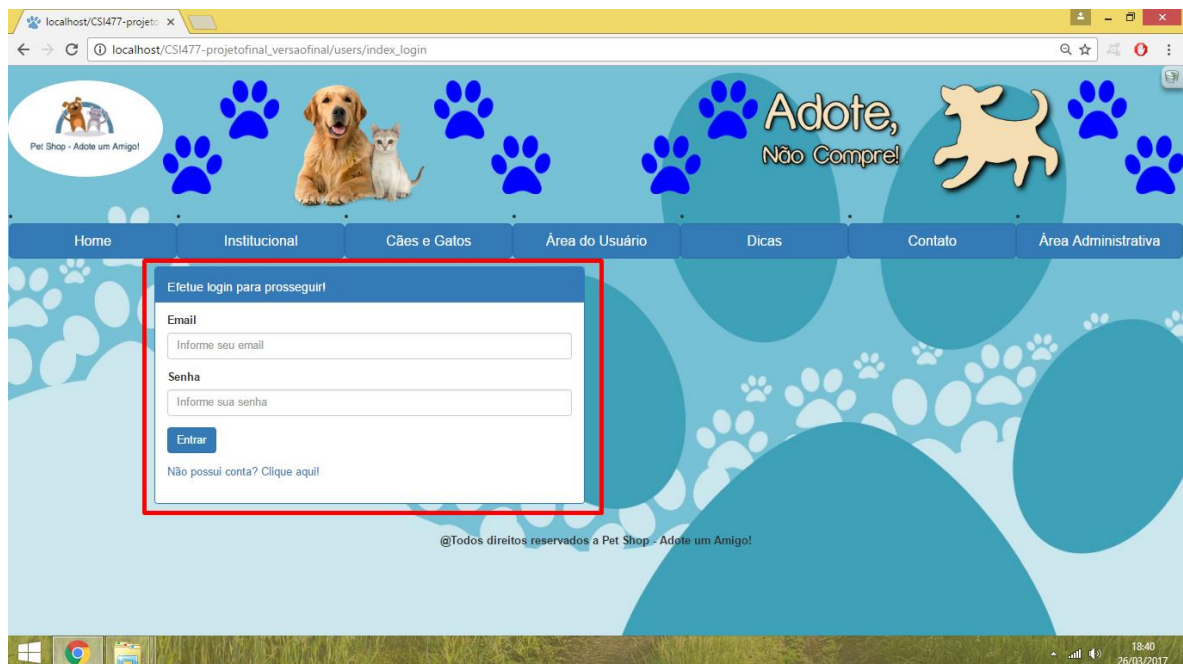 localhost/CSI477-projeto
localhost/CSI477-projetofinal_versaofinal/users/index_login
Pet Shop - Adote um Amigo!
Adote,
Não Compre!
Home Institucional Cães e Gatos Área do Usuário Dicas Contato Área Administrativa
Efetue login para prosseguir!
Email
Informe seu email
Senha
Informe sua senha
Entrar
Não possui conta? Clique aqui!
@Todos direitos reservados a Pet Shop - Adote um Amigo!
18:40
26/03/2017